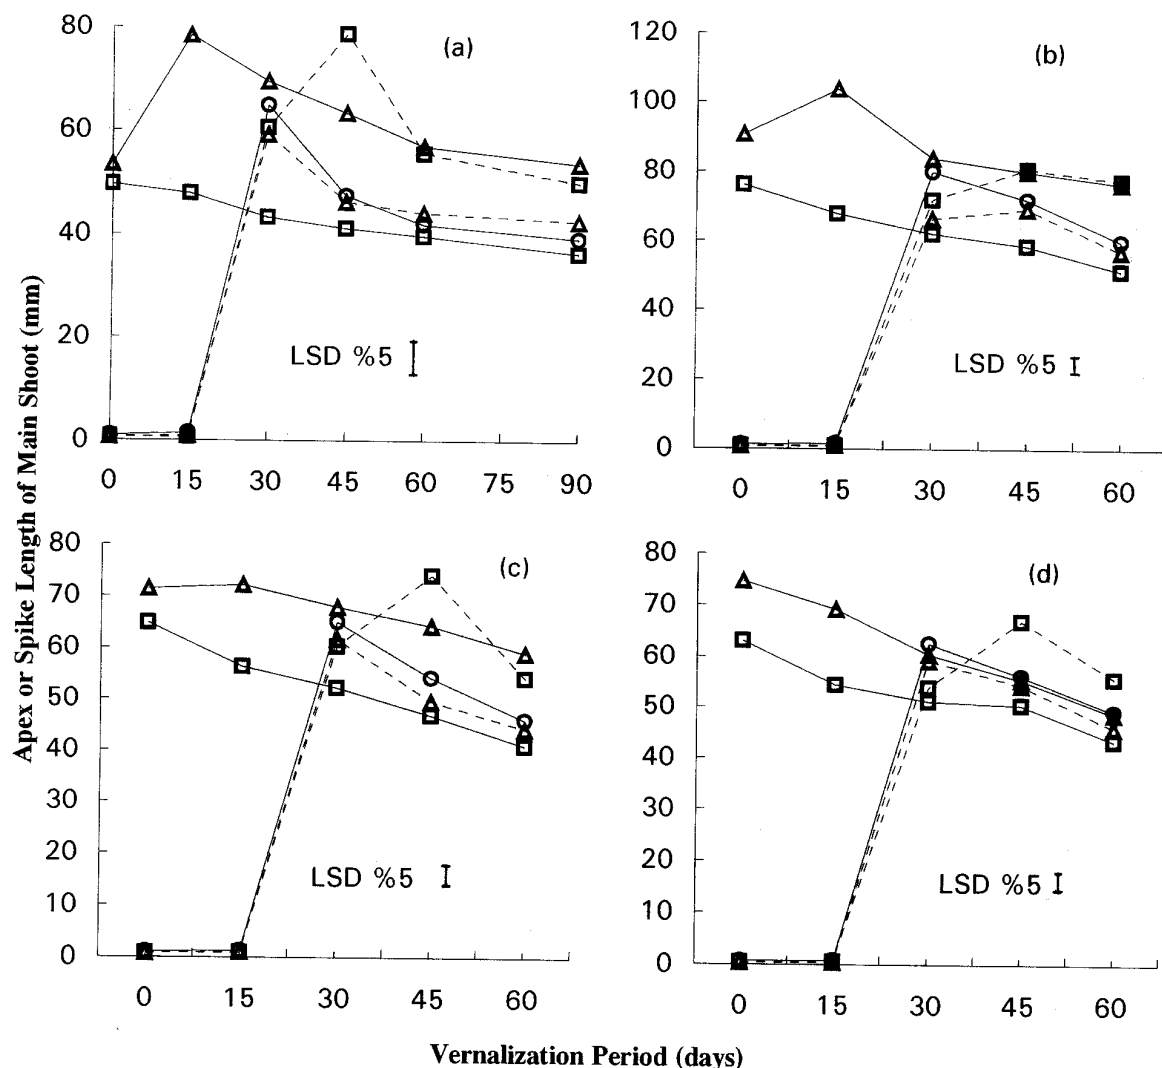 Apex or Spike Length of Main Shoot (mm)
(a)
80
60
40
20
0
LSD %5
0 15 30 45 60 75 90
(b)
120
100
80
60
40
20
0
LSD %5
0 15 30 45 60
(c)
80
70
60
50
40
30
20
10
0
LSD %5
0 15 30 45 60
(d)
80
70
60
50
40
30
20
10
0
LSD %5
0 15 30 45 60
Vernalization Period (days)